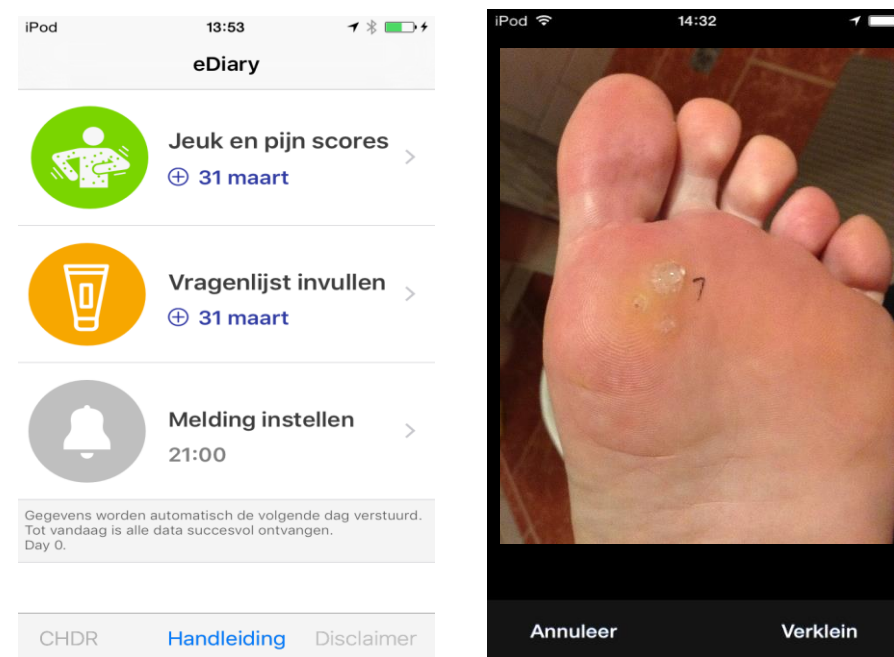 iPod 13:53
eDiary
Jeuk en pijn scores
31 maart
Vragenlijst invullen
31 maart
Melding instellen
21:00
Gegevens worden automatisch de volgende dag verstuurd.
Tot vandaag is alle data succesvol ontvangen.
Day 0.
CHDR Handleiding Disclaimer
iPod 14:32
7
Annuleer Verklein